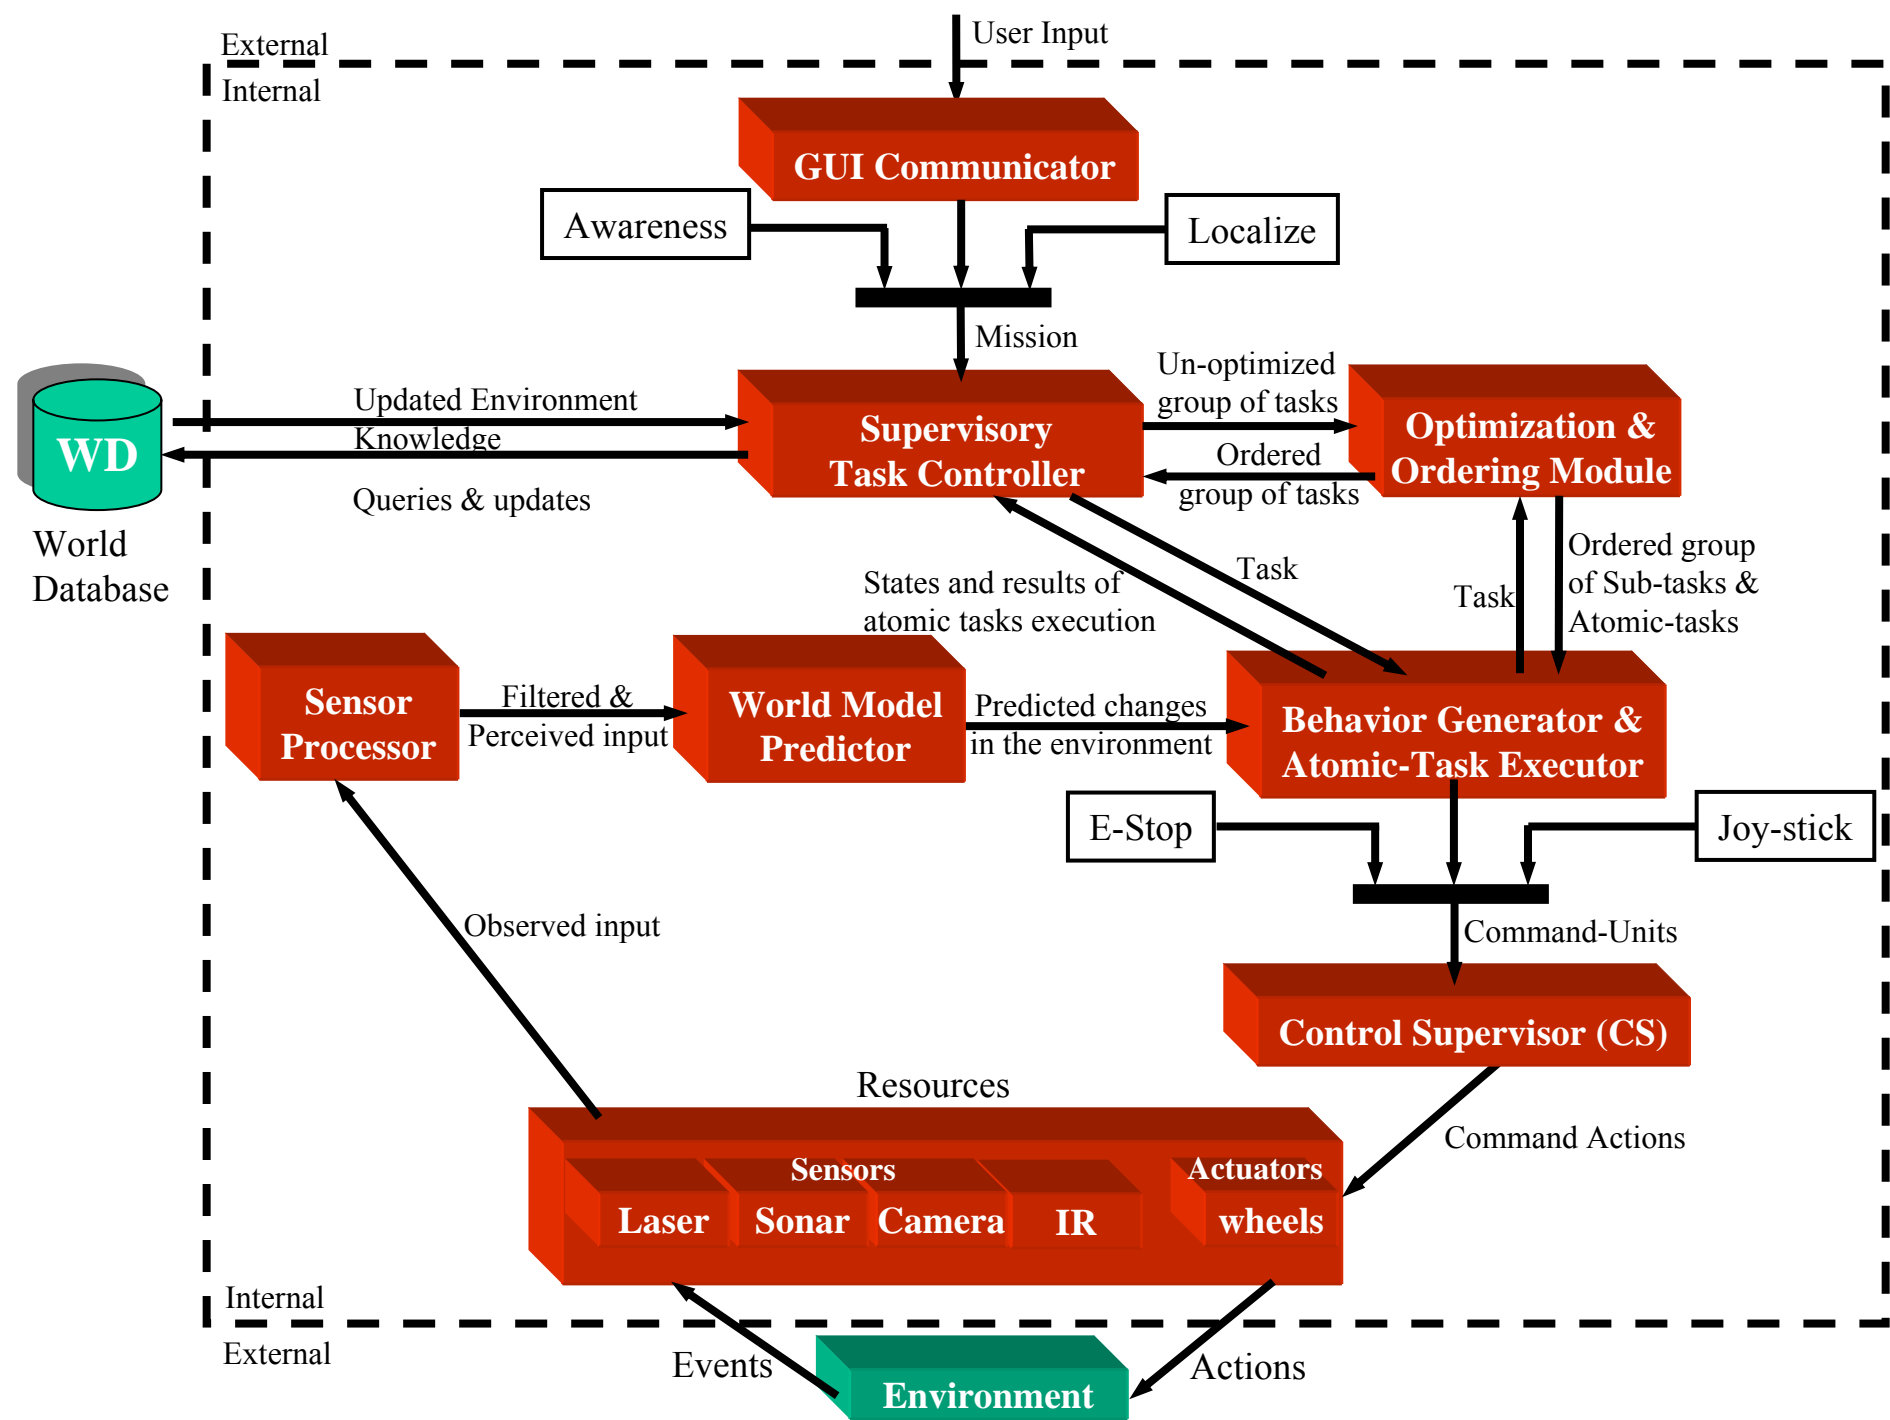 User Input
External
Internal
GUI Communicator
Awareness
Localize
Mission
Un-optimized
group of tasks
Updated Environment
Knowledge
Supervisory
Task Controller
Optimization &
Ordering Module
WD
Ordered
group of tasks
Queries & updates
World
Database
Ordered group
of Sub-tasks &
Atomic-tasks
Task
States and results of
atomic tasks execution
Task
Sensor
Processor
Filtered &
Perceived input
World Model
Predictor
Predicted changes
in the environment
Behavior Generator &
Atomic-Task Executor
E-Stop
Joy-stick
Observed input
Command-Units
Control Supervisor (CS)
Resources
Command Actions
Sensors
Actuators
Laser
Sonar
Camera
IR
wheels
Internal
External
Events
Actions
Environment